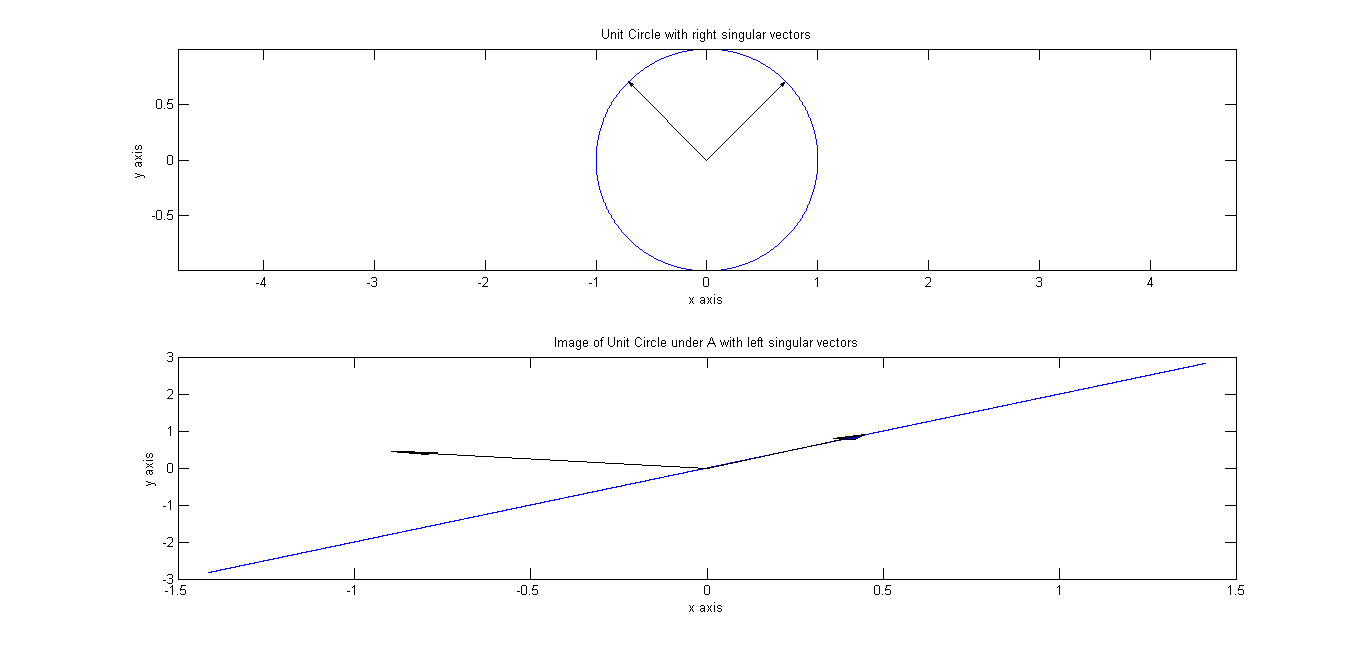 Unit Circle with right singular vectors
0.5
0
-0.5
y axis
-4 -3 -2 -1 0 1 2 3 4
x axis
Image of Unit Circle under A with left singular vectors
3
2
1
0
-1
-2
-3
y axis
-1.5 -1 -0.5 0 0.5 1 1.5
x axis